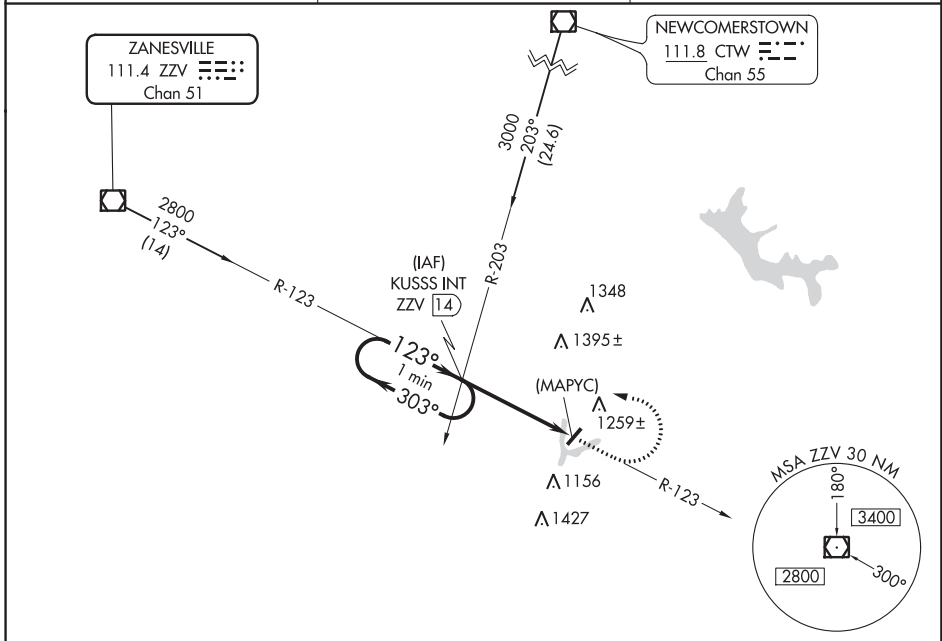 ZANESVILLE
111.4 ZZV
Chan 51
NEWCOMERSTOWN
111.8 CTW
Chan 55
3000
203°
(24.6)
2800
123°
(14)
R-123
R-203
(IAF)
KUSSS INT
ZZV 14
1348
1395±
123°
1 min
303°
(MAPYC)
1259±
1156
1427
R-123
MSA ZZV 30 NM
180°
3400
2800
300°